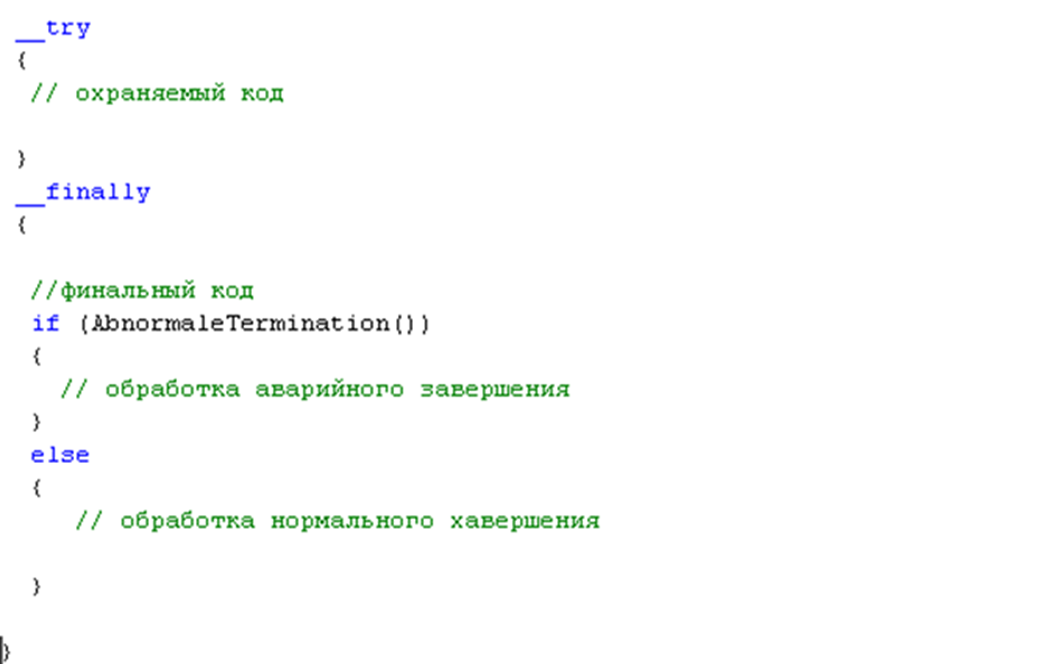 __try
{
// охраняемый код
}
__finally
{
//финальный код
if (AbnormaleTermination())
{
// обработка аварийного завершения
}
else
{
// обработка нормального хавершения
}
}